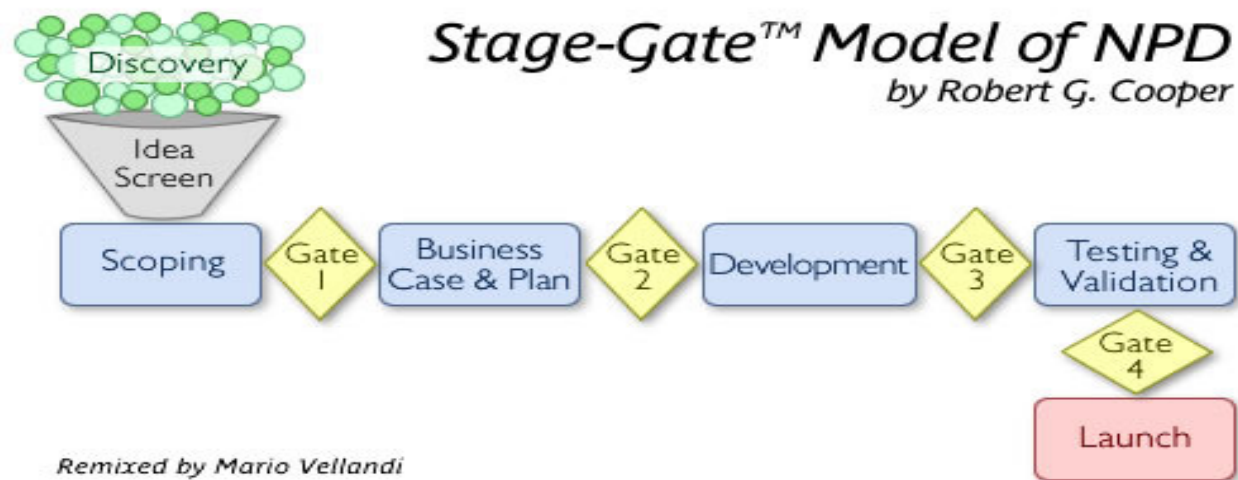 Stage-Gate™ Model of NPD
by Robert G. Cooper
Discovery
Idea
Screen
Scoping
Gate
1
Business
Case & Plan
Gate
2
Development
Gate
3
Testing &
Validation
Gate
4
Launch
Remixed by Mario Vellandi